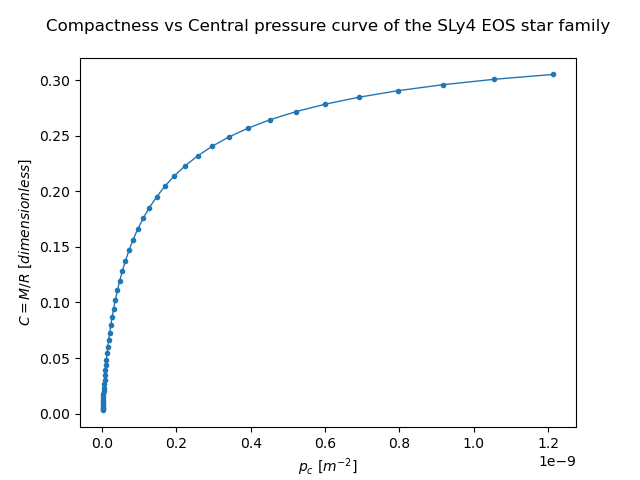 Compactness vs Central pressure curve of the SLy4 EOS star family
0.30
0.25
0.20
0.15
0.10
0.05
0.00
C = M/R [dimensionless]
0.0 0.2 0.4 0.6 0.8 1.0 1.2
1e−9
p_c [m^{−2}]